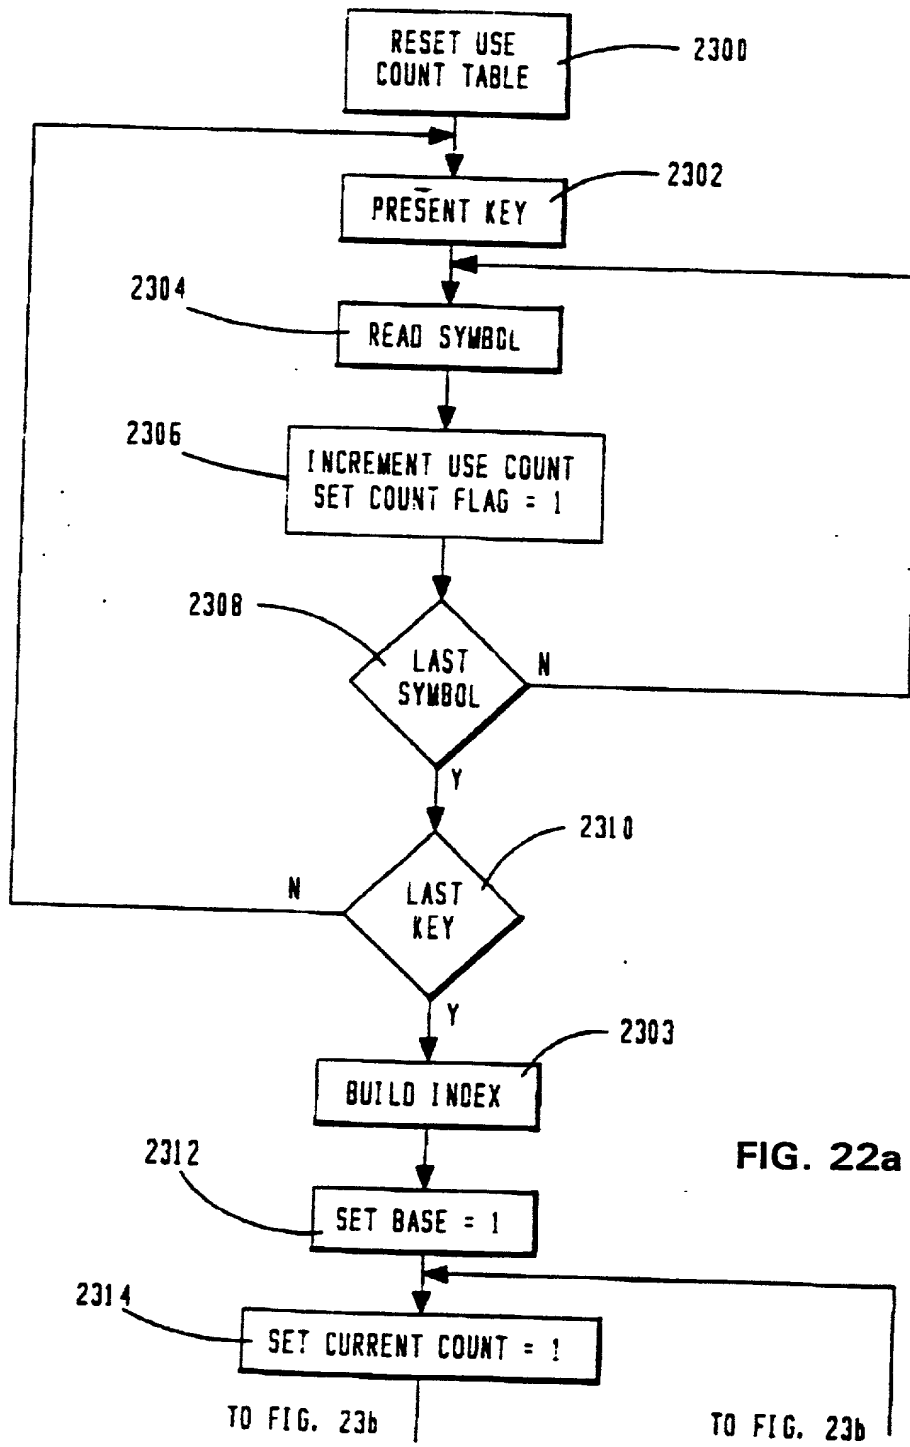 RESET USE
COUNT TABLE
2300
2302
PRESENT KEY
2304
READ SYMBOL
2306
INCREMENT USE COUNT
SET COUNT FLAG = 1
2308
LAST
SYMBOL
N
Y
2310
LAST
KEY
N
Y
2303
BUILD INDEX
FIG. 22a
2312
SET BASE = 1
2314
SET CURRENT COUNT = 1
TO FIG. 23b
TO FIG. 23b